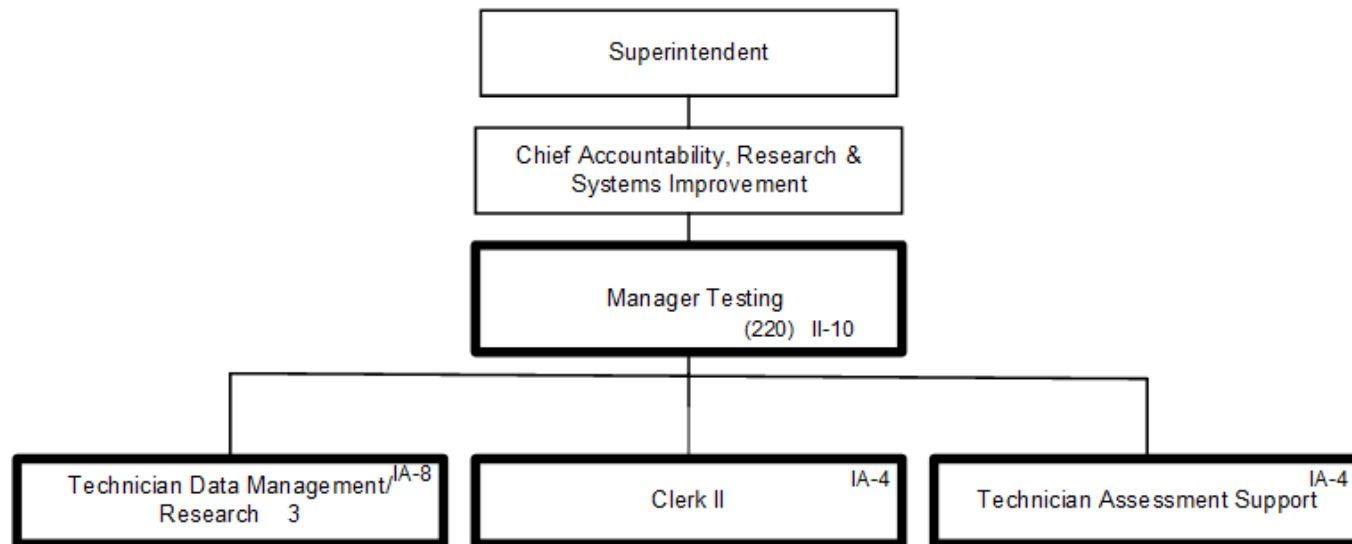 Superintendent
Chief Accountability, Research &
Systems Improvement
Manager Testing
(220) II-10
Technician Data Management/ IA-8
Research 3
IA-4
Clerk II
IA-4
Technician Assessment Support